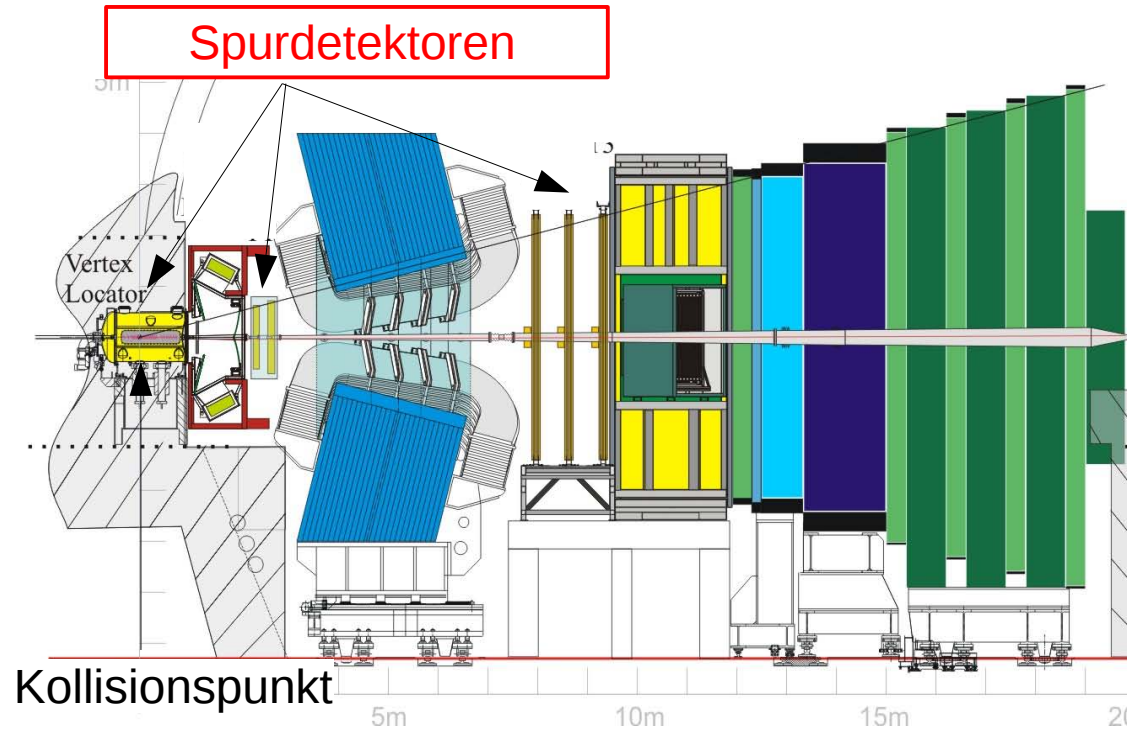 Spurdetektoren
5m
Vertex
Locator
Kollisionspunkt
5m
10m
15m